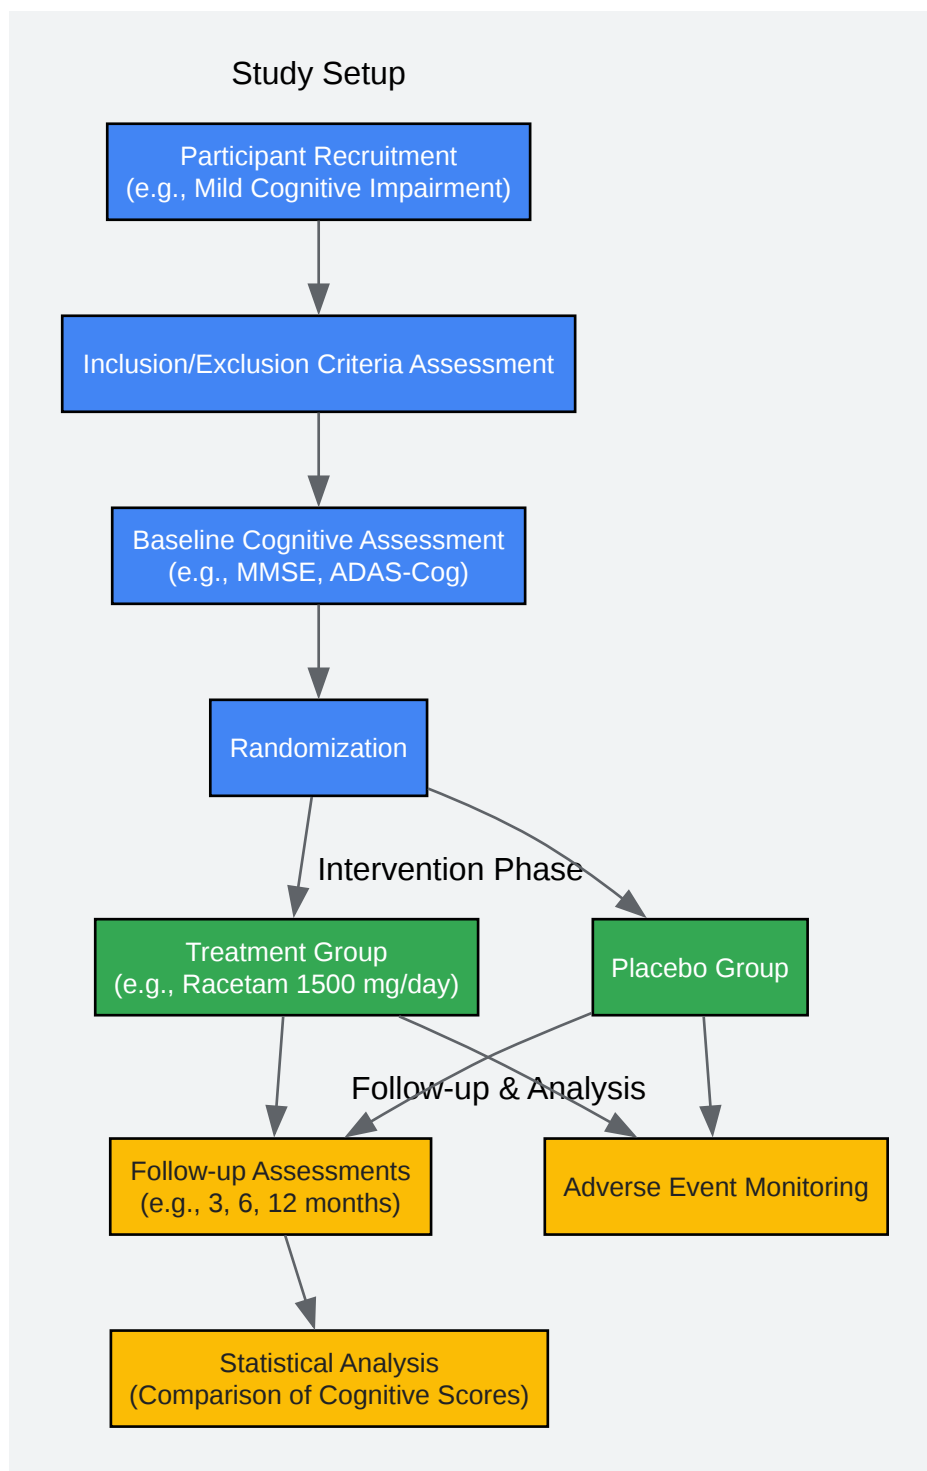 Study Setup
Participant Recruitment
(e.g., Mild Cognitive Impairment)
Inclusion/Exclusion Criteria Assessment
Baseline Cognitive Assessment
(e.g., MMSE, ADAS-Cog)
Randomization
Intervention Phase
Treatment Group
(e.g., Racetam 1500 mg/day)
Placebo Group
Follow-up & Analysis
Follow-up Assessments
(e.g., 3, 6, 12 months)
Adverse Event Monitoring
Statistical Analysis
(Comparison of Cognitive Scores)